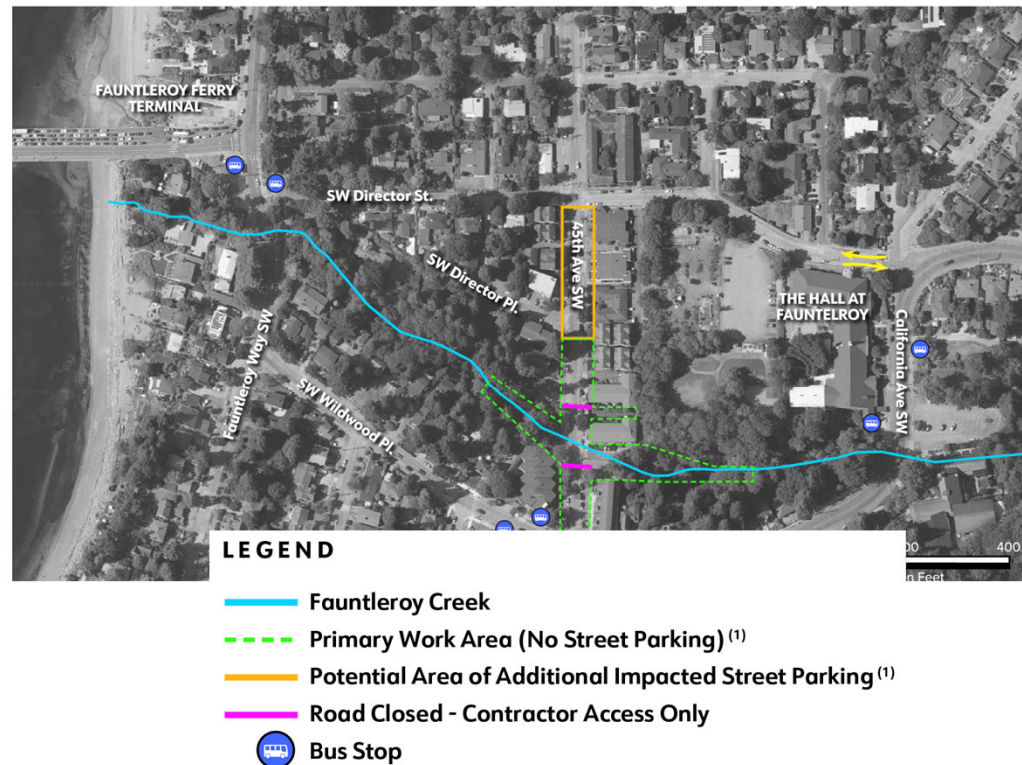 FAUNTLEROY FERRY
TERMINAL
SW Director St.
45th Ave SW
SW Director Pl.
THE HALL AT
FAUNTELROY
California Ave SW
Fauntleroy Way SW
SW Wildwood Pl.
00
400
n Feet
LEGEND
Fauntleroy Creek
Primary Work Area (No Street Parking) (1)
Potential Area of Additional Impacted Street Parking (1)
Road Closed - Contractor Access Only
Bus Stop